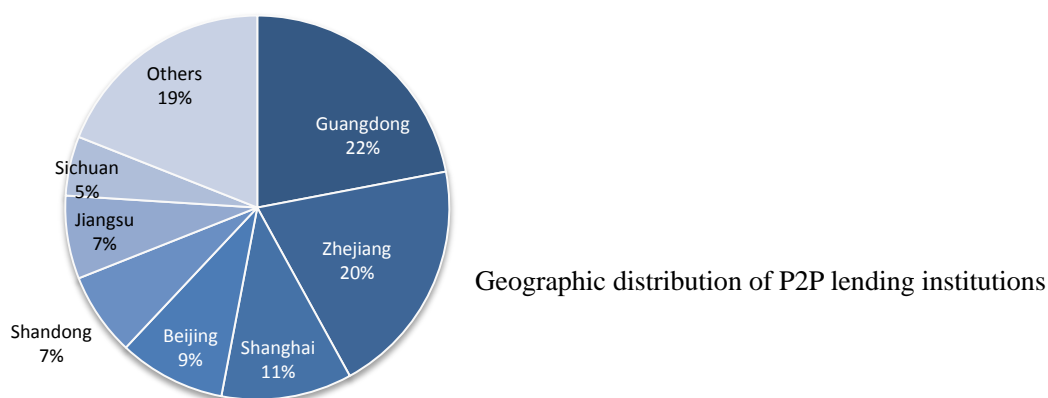 Others
19%
Guangdong
22%
Sichuan
5%
Jiangsu
7%
Zhejiang
20%
Geographic distribution of P2P lending institutions
Shandong
7%
Beijing
9%
Shanghai
11%